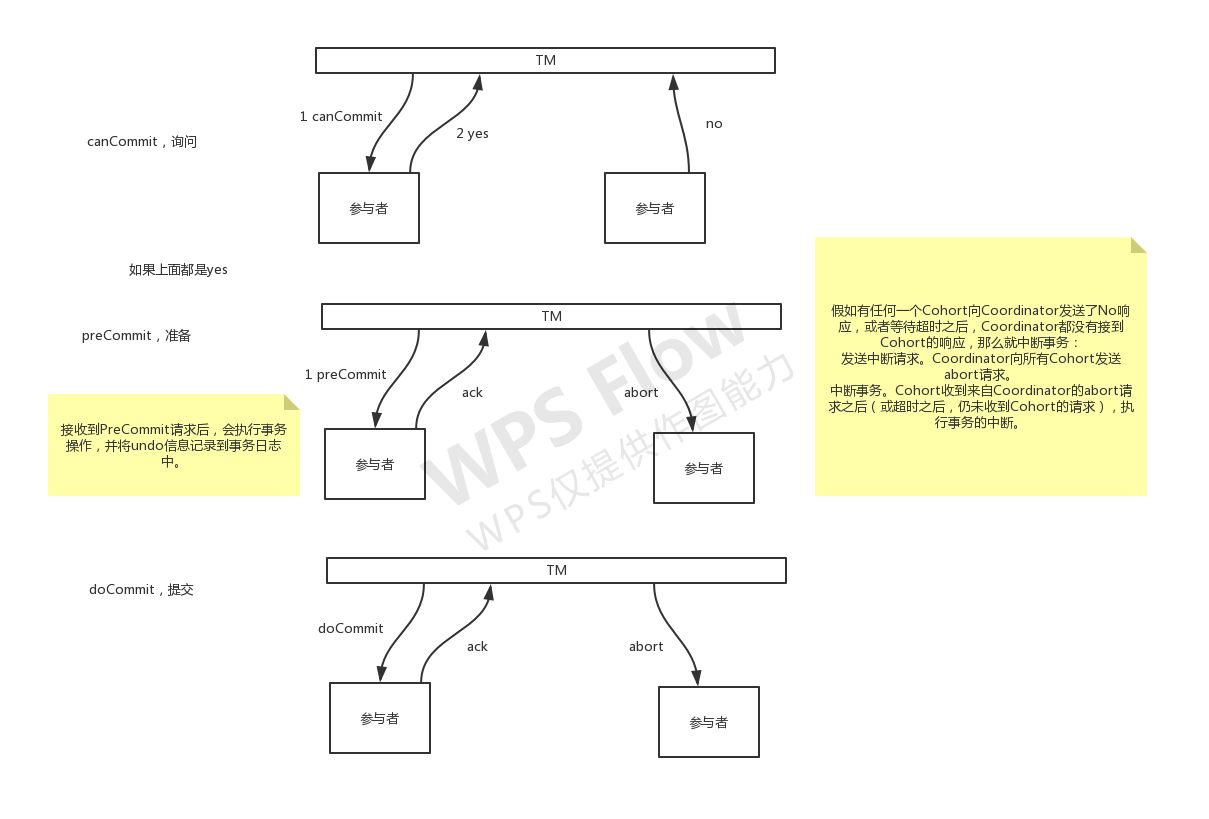 TM
1 canCommit
2 yes
no
canCommit，询问
参与者
参与者
如果上面都是yes
TM
preCommit，准备
1 preCommit
ack
abort
参与者
参与者
接收到PreCommit请求后，会执行事务
操作，并将undo信息记录到事务日志
中。
假如有任何一个Cohort向Coordinator发送了No响
应，或者等待超时之后，Coordinator都没有接到
Cohort的响应，那么就中断事务：
发送中断请求。Coordinator向所有Cohort发送
abort请求。
中断事务。Cohort收到来自Coordinator的abort请
求之后（或超时之后，仍未收到Cohort的请求），执
行事务的中断。
WPS Flow
WPS仅提供作图能力
TM
doCommit，提交
doCommit
ack
abort
参与者
参与者